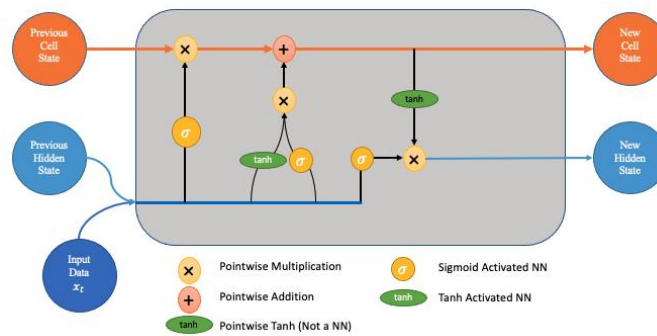 Previous
Cell
State
×
+
New
Cell
State
tanh
×
σ
Previous
Hidden
State
tanh
σ
σ
×
New
Hidden
State
Input
Data
xₜ
× Pointwise Multiplication
σ Sigmoid Activated NN
+ Pointwise Addition
tanh Tanh Activated NN
tanh Pointwise Tanh (Not a NN)